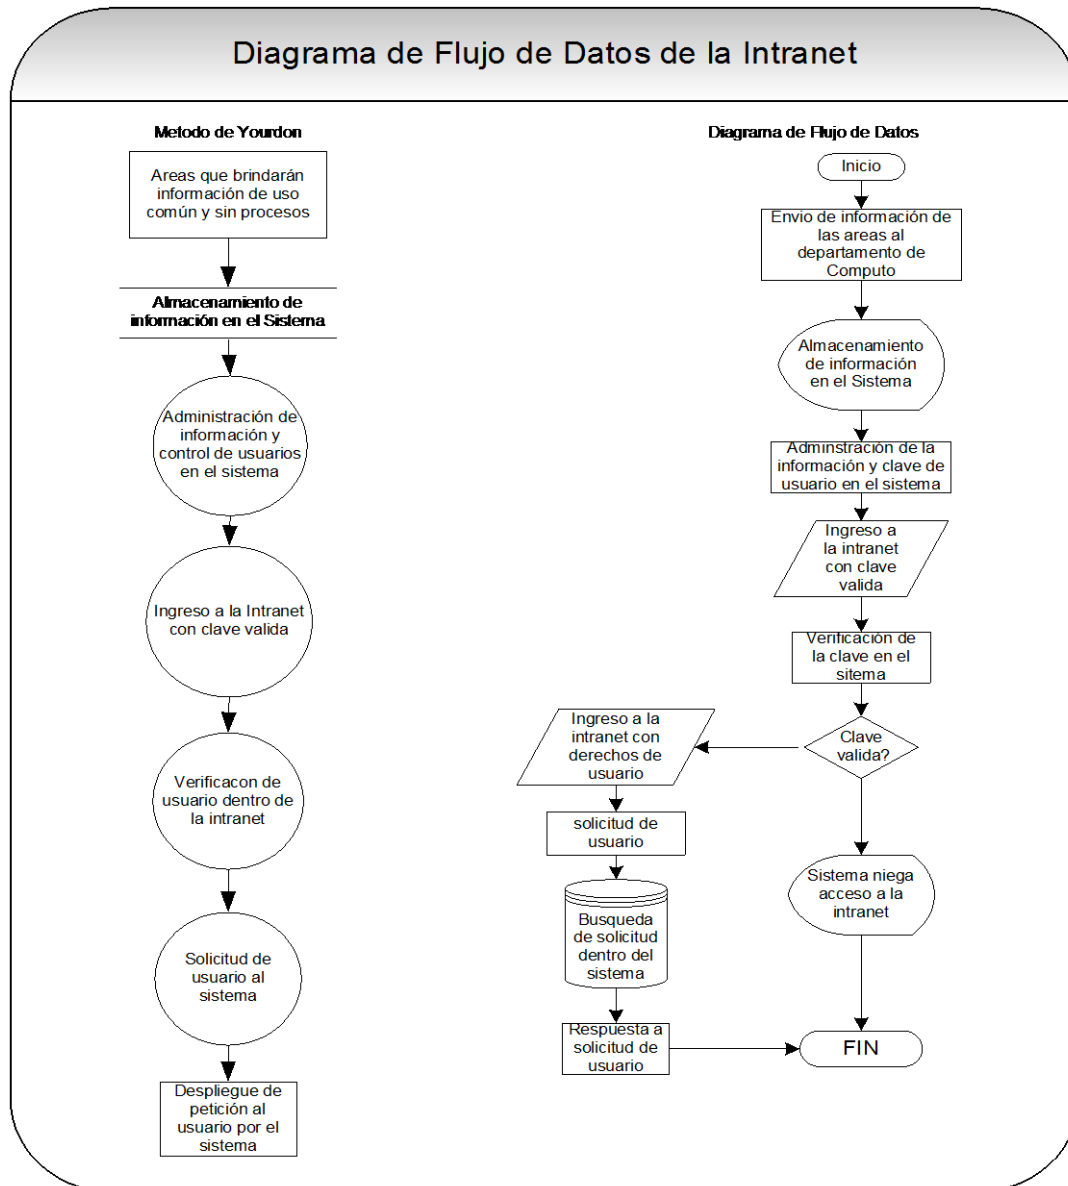 Diagrama de Flujo de Datos de la Intranet
Metodo de Yourdon
Areas que brindarán
información de uso
común y sin procesos
Almacenamiento de
información en el Sistema
Administración de
información y
control de usuarios
en el sistema
Ingreso a la Intranet
con clave valida
Verificacon de
usuario dentro de
la intranet
Solicitud de
usuario al
sistema
Despliegue de
petición al
usuario por el
sistema
Diagrama de Flujo de Datos
Inicio
Envio de información de
las areas al
departamento de
Computo
Almacenamiento
de información
en el Sistema
Adminstración de la
información y clave de
usuario en el sistema
Ingreso a
la intranet
con clave
valida
Verificación de
la clave en el
sitema
Clave
valida?
Ingreso a la
intranet con
derechos de
usuario
solicitud de
usuario
Busqueda
de solicitud
dentro del
sistema
Respuesta a
solicitud de
usuario
Sistema niega
acceso a la
intranet
FIN